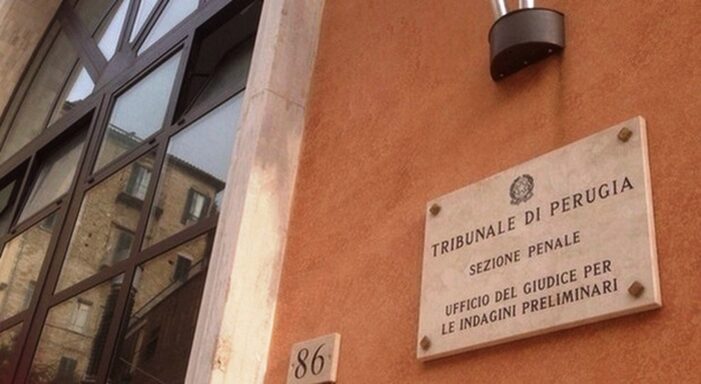 TRIBUNALE DI PERUGIA
SEZIONE PENALE
UFFICIO DEL GIUDICE PER
LE INDAGINI PRELIMINARI
86